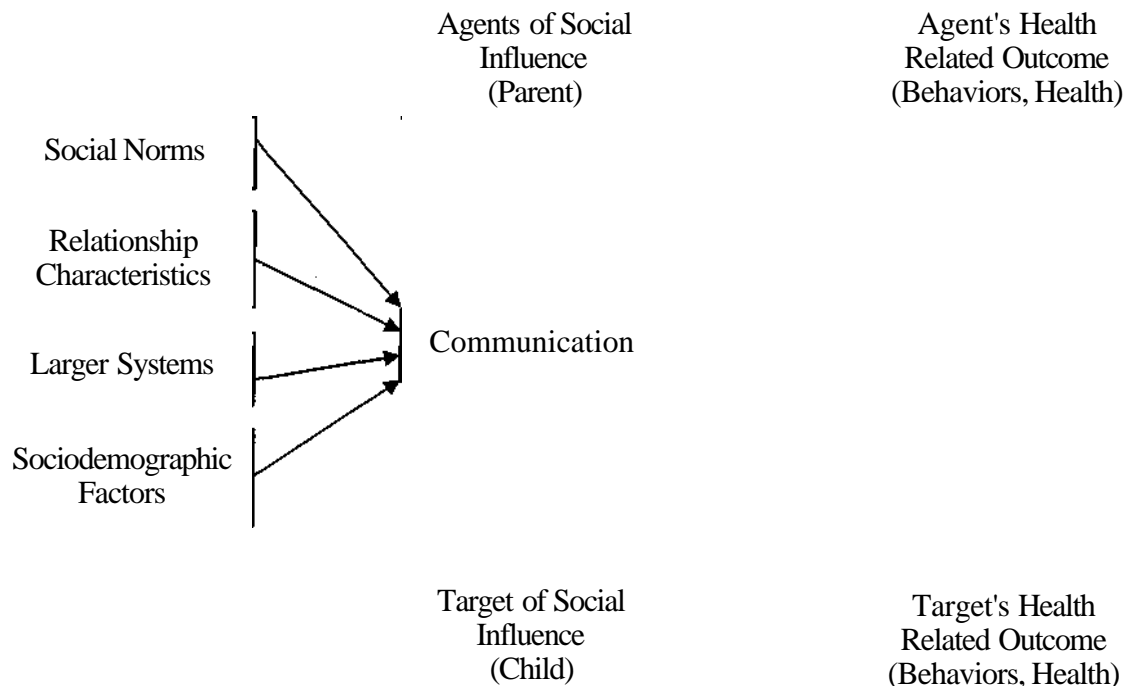 Agents of Social
Influence
(Parent)
Agent's Health
Related Outcome
(Behaviors, Health)
Social Norms
Relationship
Characteristics
Larger Systems
Communication
Sociodemographic
Factors
Target of Social
Influence
(Child)
Target's Health
Related Outcome
(Behaviors, Health)